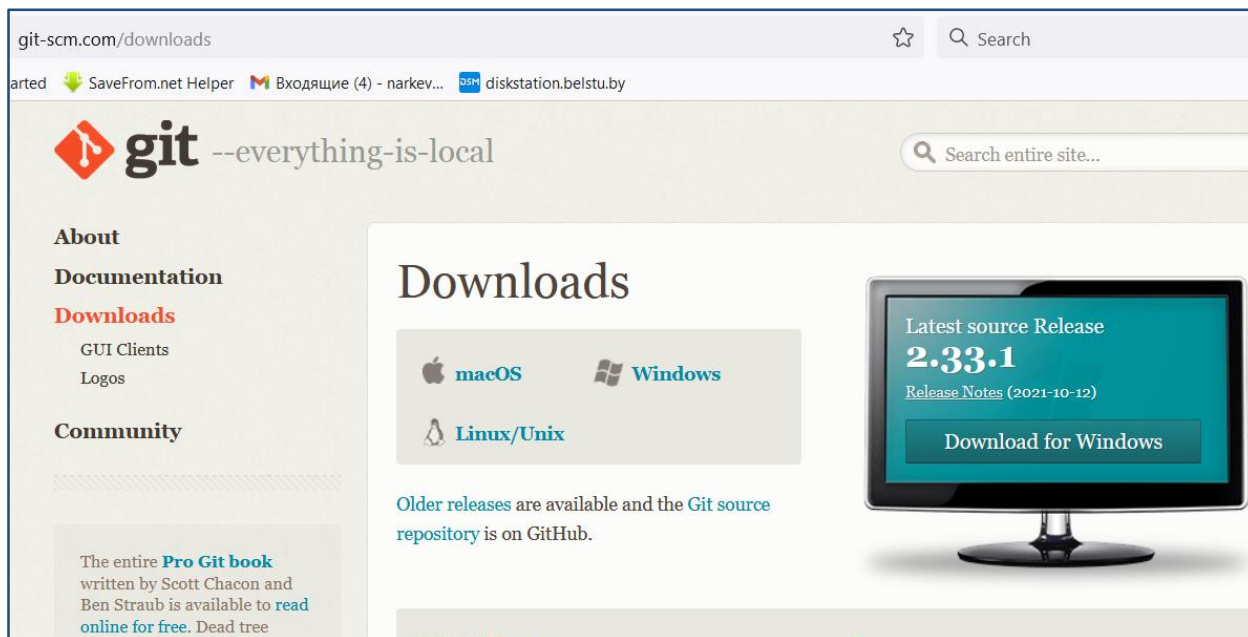 git-scm.com/downloads
Search
arted
SaveFrom.net Helper
Входящие (4) - narkev...
DSM
diskstation.belstu.by
git --everything-is-local
Search entire site...
About
Documentation
Downloads
GUI Clients
Logos
Community
The entire Pro Git book
written by Scott Chacon and
Ben Straub is available to read
online for free. Dead tree
Downloads
macOS
Windows
Linux/Unix
Older releases are available and the Git source
repository is on GitHub.
Latest source Release
2.33.1
Release Notes (2021-10-12)
Download for Windows